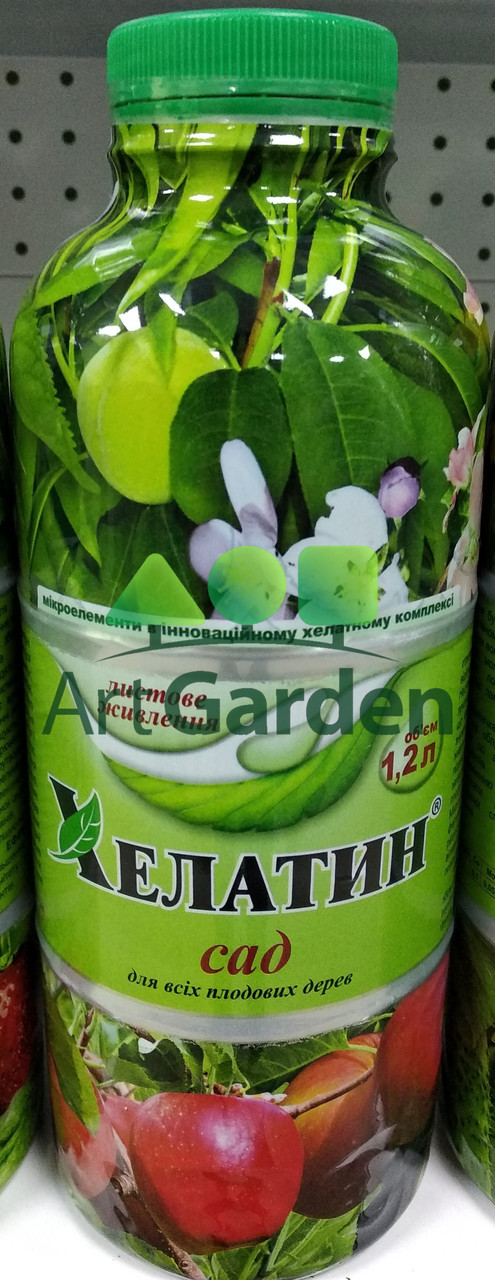 мікроелементи в інноваційному хелатному комплексі
листове
живлення
Art Garden
об'єм
1,2 л
ХЕЛАТИН®
сад
для всіх плодових дерев